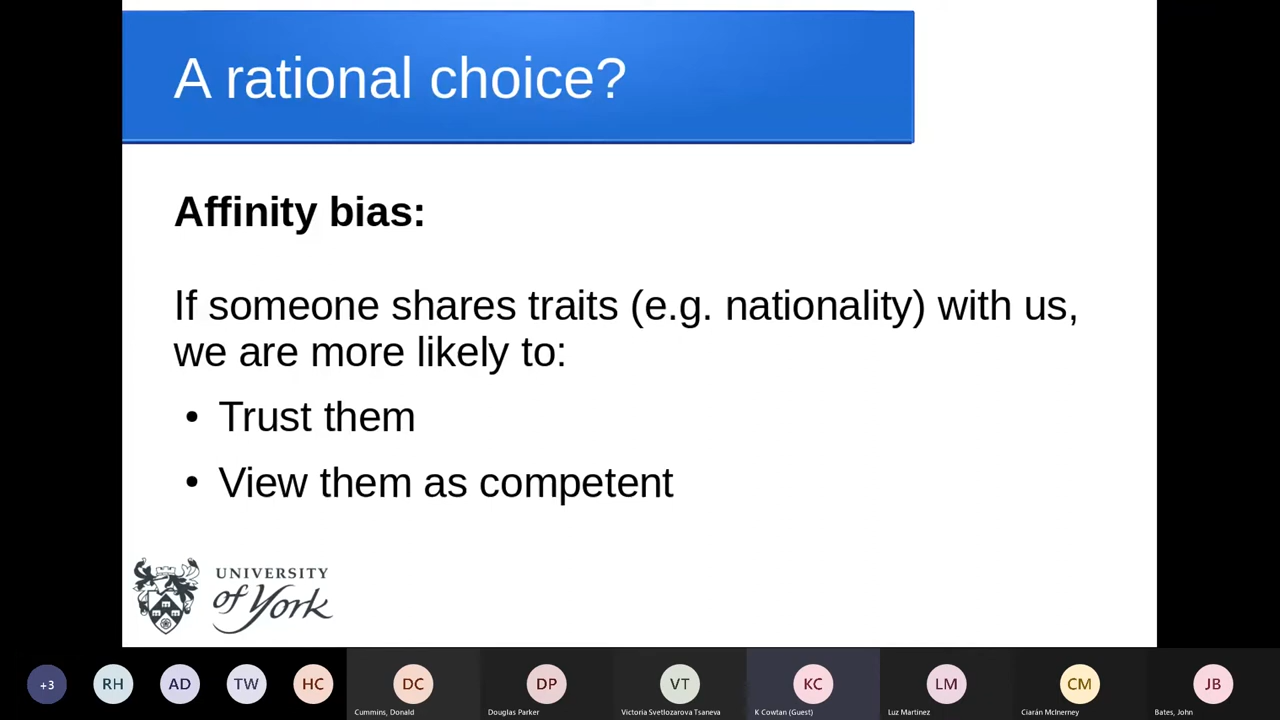 A rational choice?
Affinity bias:
If someone shares traits (e.g. nationality) with us,
we are more likely to:
• Trust them
• View them as competent
UNIVERSITY
of York
+3
RH
AD
TW
HC
DC
DP
VT
KC
LM
CM
JB
Cummins, Donald
Douglas Parker
Victoria Svetlozarova Tsaneva
K Cowtan (Guest)
Luz Martinez
Ciarán McInerney
Bates, John